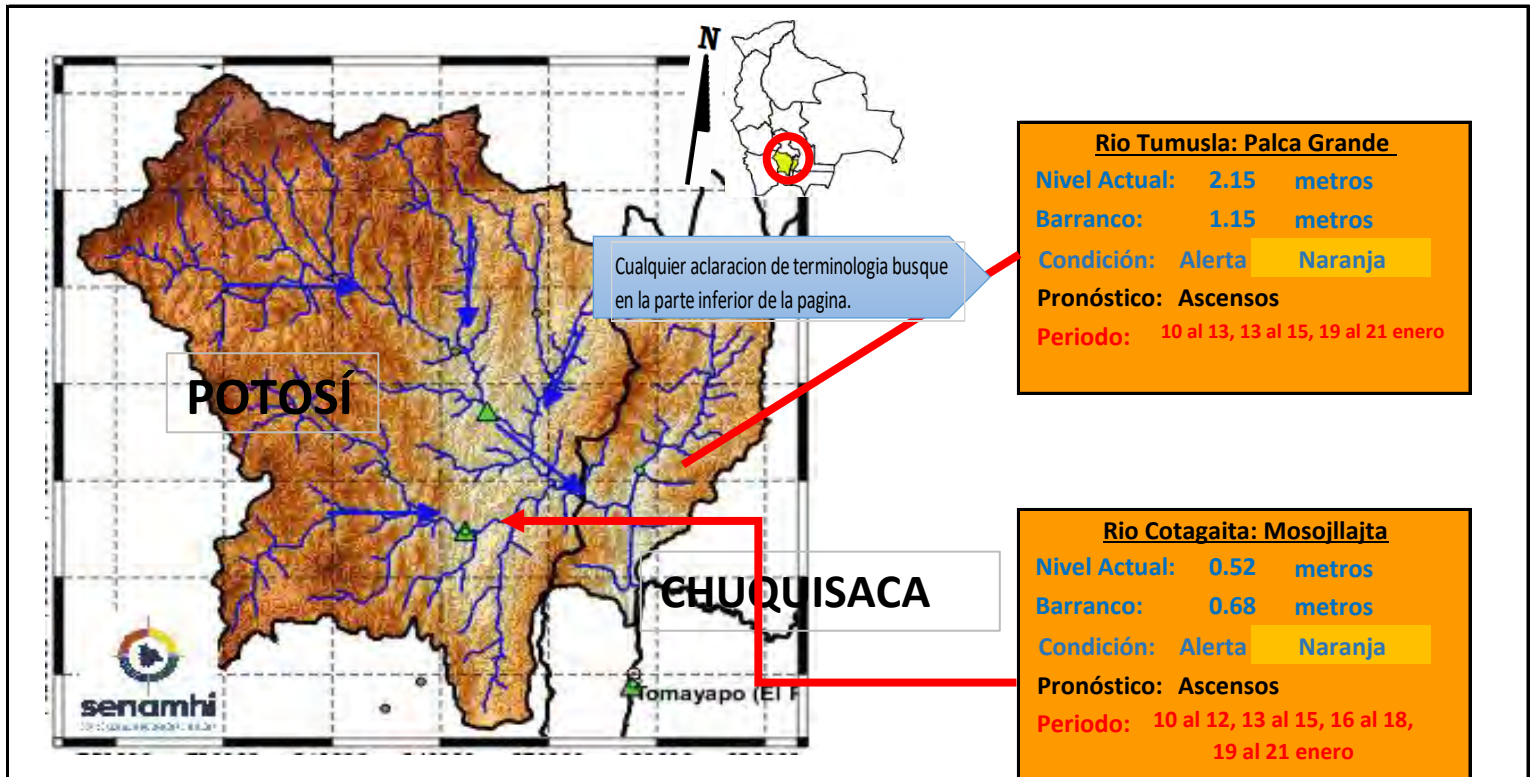 N
Cualquier aclaracion de terminologia busque
en la parte inferior de la pagina.
POTOSÍ
CHUQUISACA
Tomayapo (El
senamhi
Rio Tumusla: Palca Grande
Nivel Actual: 2.15 metros
Barranco: 1.15 metros
Condición: Alerta Naranja
Pronóstico: Ascensos
Periodo: 10 al 13, 13 al 15, 19 al 21 enero
Rio Cotagaita: Mosojllajta
Nivel Actual: 0.52 metros
Barranco: 0.68 metros
Condición: Alerta Naranja
Pronóstico: Ascensos
Periodo: 10 al 12, 13 al 15, 16 al 18,
19 al 21 enero